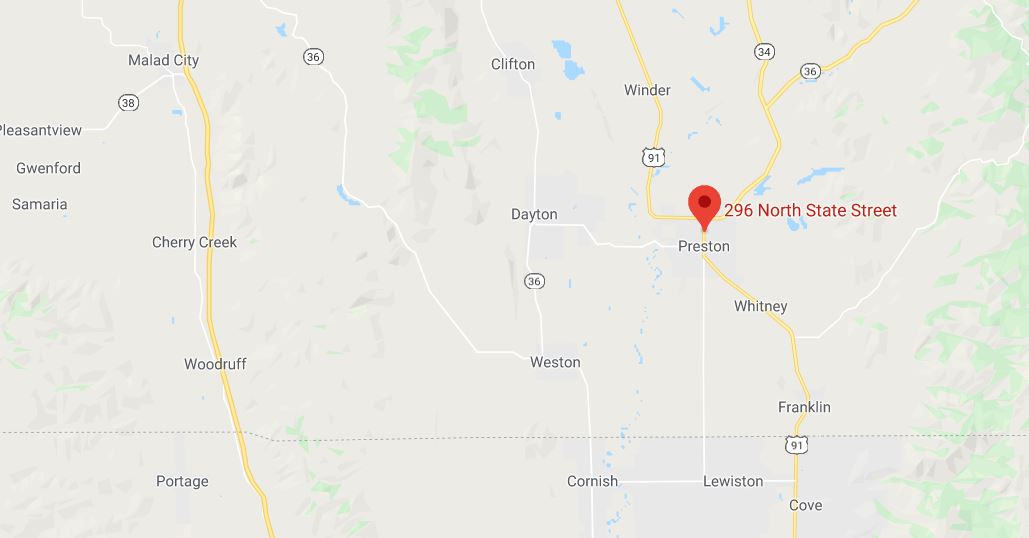 36
34
Malad City
Clifton
36
Winder
38
Pleasantview
91
Gwenford
Samaria
296 North State Street
Dayton
Cherry Creek
Preston
36
Whitney
Woodruff
Weston
Franklin
91
Portage
Cornish
Lewiston
Cove